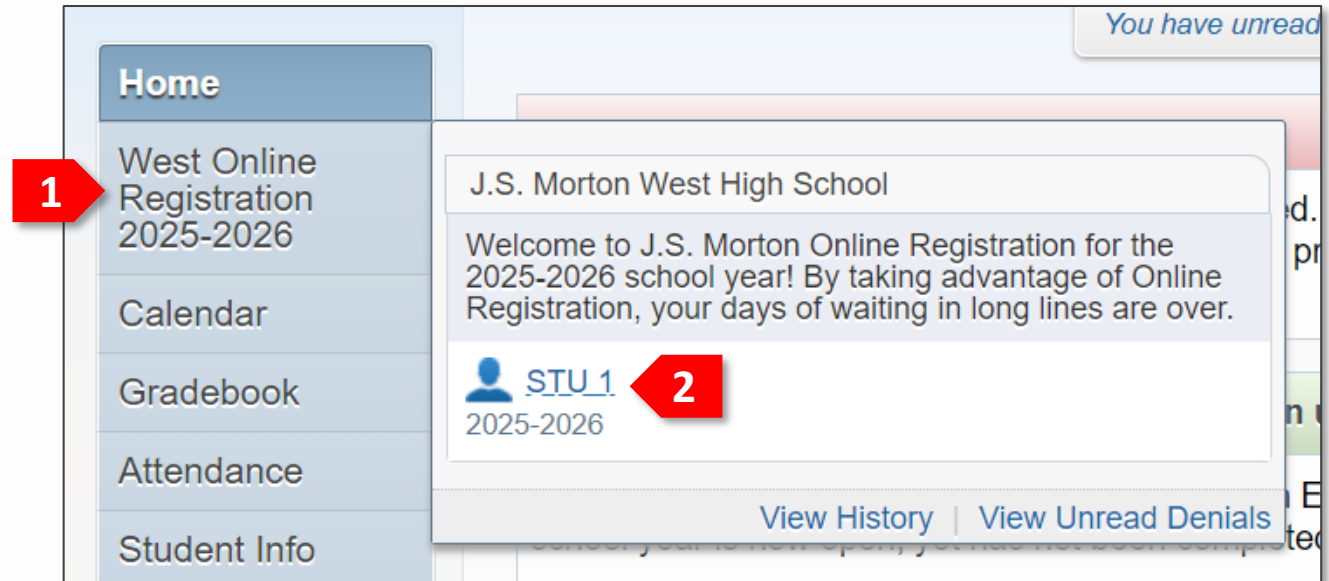 You have unread
Home
1
West Online
Registration
2025-2026
Calendar
Gradebook
Attendance
Student Info
J.S. Morton West High School
Welcome to J.S. Morton Online Registration for the
2025-2026 school year! By taking advantage of Online
Registration, your days of waiting in long lines are over.
STU 1
2
2025-2026
View History | View Unread Denials